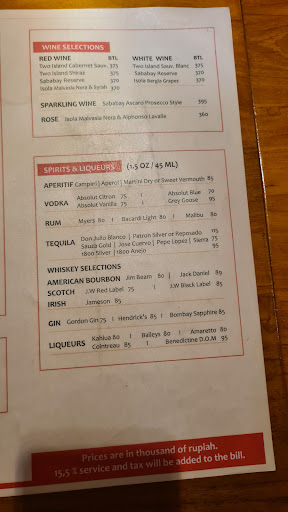 WINE SELECTIONS
RED WINE BTL WHITE WINE BTL
Two Island Cabernet Sauv. 375 Two Island Sauv. Blanc 375
Two Island Shiraz 375 Sababay Reserve 370
Sababay Reserve 370 Isola Bergia Grapes 370
Isola Malvasia Nera & Syrah 370
SPARKLING WINE Sababay Ascaro Prosecco Style 395
ROSE Isola Malvasia Nera & Alphonso Lavalle 360
SPIRITS & LIQUEURS (1.5 OZ / 45 ML)
APERITIF Campari | Aperol | Martini Dry or Sweet Vermouth 85
VODKA Absolut Citron 75 | Absolut Blue 70
Absolut Vanilla 75 Grey Goose 95
RUM Myers 80 | Bacardi Light 80 | Malibu 80
TEQUILA Don Julio Blanco | Patron Silver or Reposado 115
Sauza Gold | Jose Cuervo | Pepe Lopez | Sierra 75
1800 Silver | 1800 Anejo 95
WHISKEY SELECTIONS
AMERICAN BOURBON Jim Beam 80 | Jack Daniel 89
SCOTCH J.W Red Label 75 | J.W Black Label 85
IRISH Jameson 85
GIN Gordon Gin 75 | Hendrick's 85 | Bombay Sapphire 85
LIQUEURS Kahlua 80 | Baileys 80 | Amaretto 80
Cointreau 85 | Benedictine D.O.M 95
Prices are in thousand of rupiah.
15,5 % service and tax will be added to the bill.